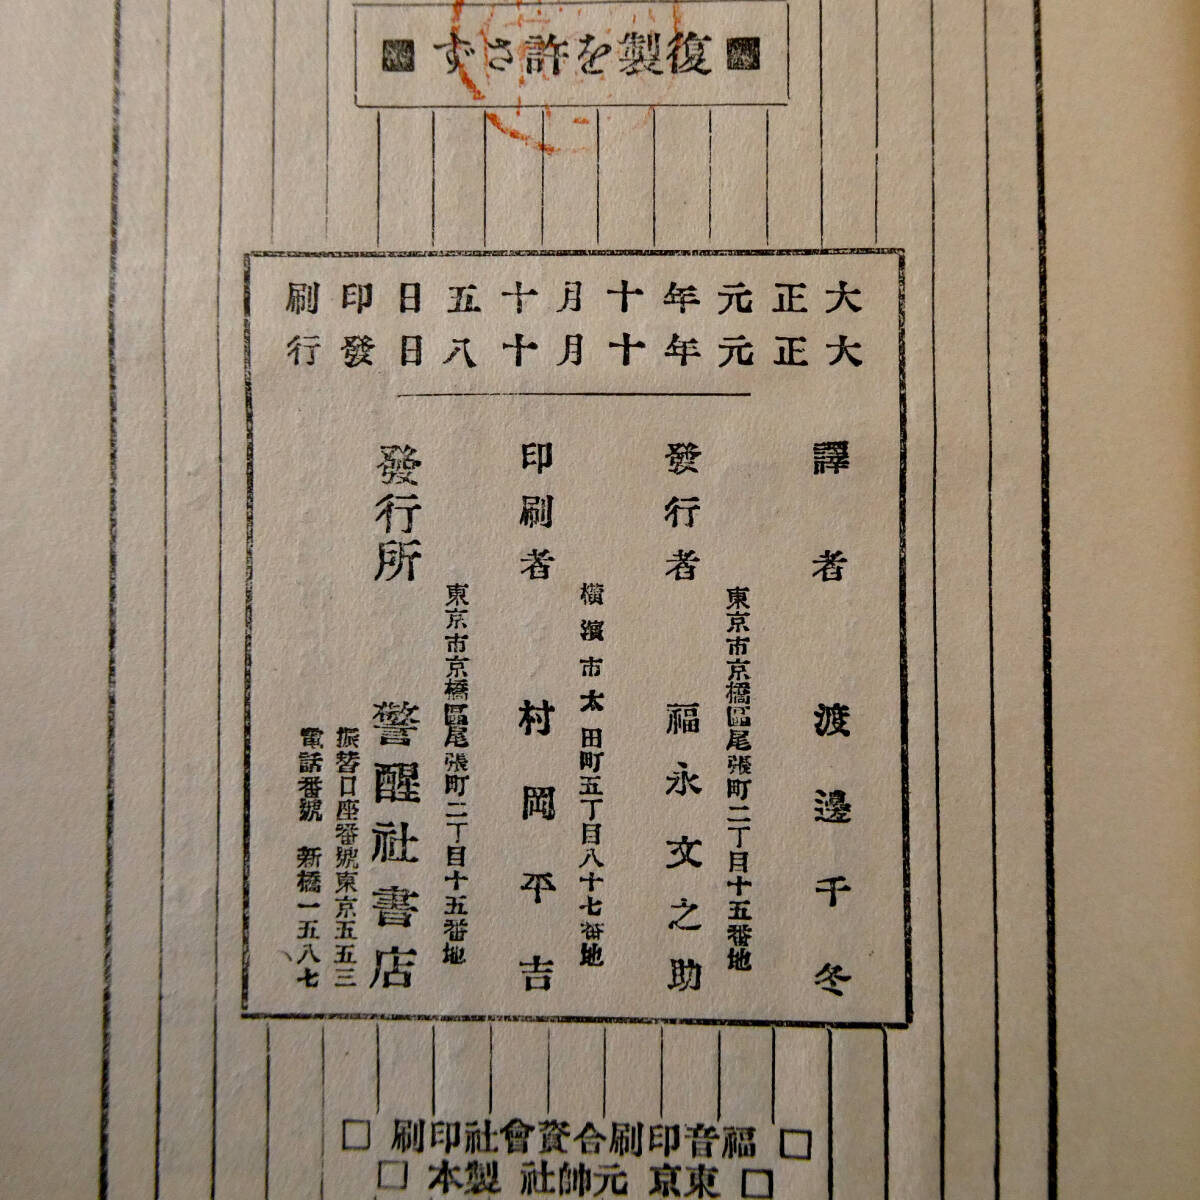 復製を許さず
大正元年十月十五日印刷
大正元年十月十八日發行
譯者 渡邊千冬
東京市京橋區尾張町二丁目十五番地
發行者 福永文之助
横濱市太田町五丁目八十七番地
印刷者 村岡平吉
東京市京橋區尾張町二丁目十五番地
發行所 警醒社書店
振替口座番號東京五五三
電話番號 新橋一五八七
福音印刷合資會社印刷
東京 元帥社 製本